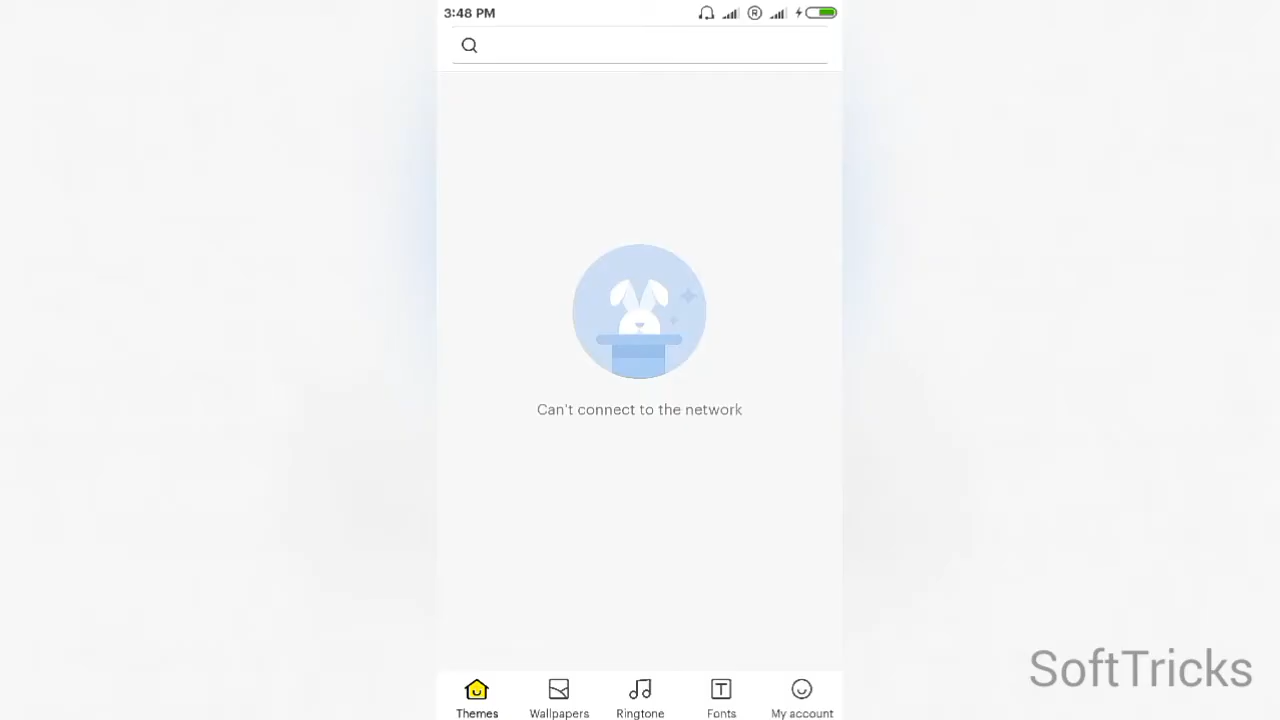 3:48 PM
R
Can't connect to the network
Themes
Wallpapers
Ringtone
Fonts
My account
SoftTricks